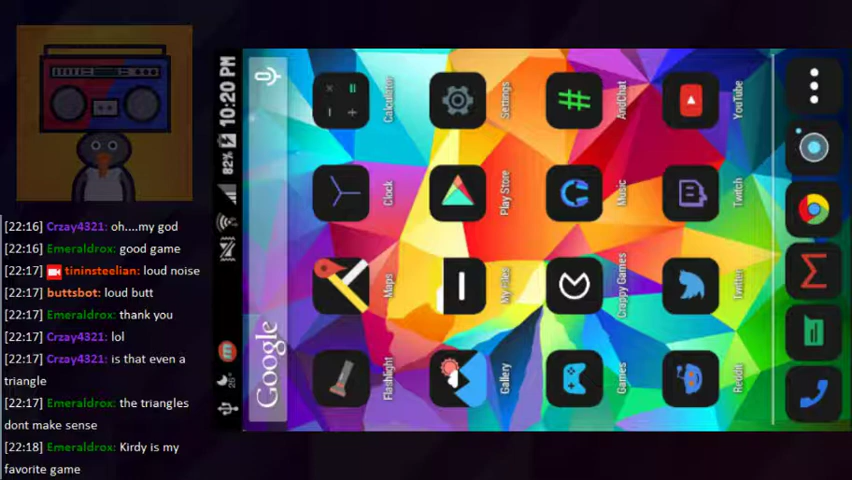 [22:16] Crzay4321: oh....my god
[22:16] Emeraldrox: good game
[22:17] tininsteelian: loud noise
[22:17] buttsbot: loud butt
[22:17] Emeraldrox: thank you
[22:17] Crzay4321: lol
[22:17] Crzay4321: is that even a
triangle
[22:17] Emeraldrox: the triangles
dont make sense
[22:18] Emeraldrox: Kirdy is my
favorite game
26° 82% 10:20 PM
Google
Flashlight Maps Clock Calculator
Gallery My Files Play Store Settings
Games Crappy Games Music AndChat
Reddit Twitter Twitch YouTube